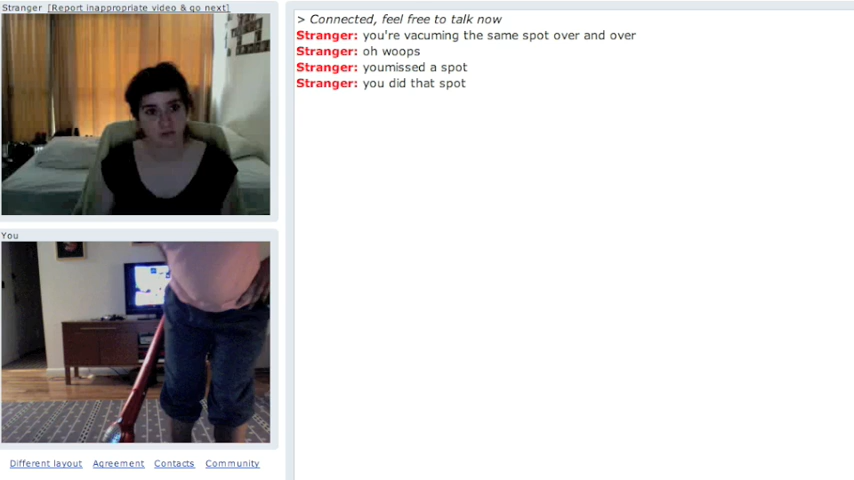 Stranger [Report inappropriate video & go next]
> Connected, feel free to talk now
Stranger: you're vacuming the same spot over and over
Stranger: oh woops
Stranger: youmissed a spot
Stranger: you did that spot
You
Different layout Agreement Contacts Community